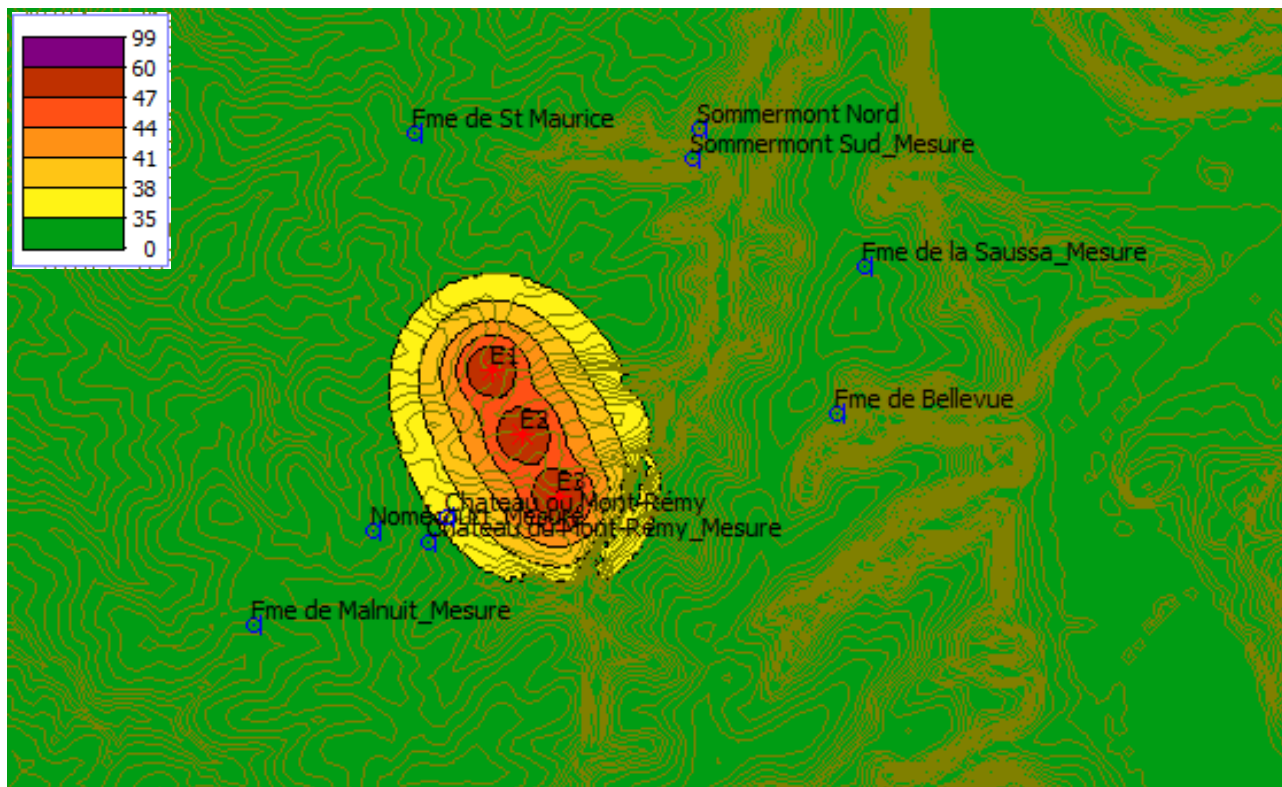 99
60
47
44
41
38
35
0
Fme de St Maurice
Sommermont Nord
Sommermont Sud_Mesure
Fme de la Saussa_Mesure
E1
Fme de Bellevue
E2
E3
Chateau du Mont-Rémy
Nomécourt_Mesure
Chateau du Mont-Rémy_Mesure
Fme de Malnuit_Mesure